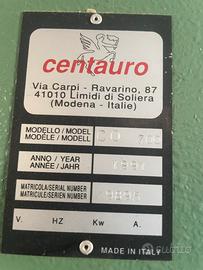 centauro
Via Carpi - Ravarino, 87
41010 Limidi di Soliera
(Modena - Italie)
MODELLO / MODEL
MODÈLE / MODELL
CO
ANNO / YEAR
ANNÉE / JAHR
MATRICOLA/SERIAL NUMBER
MATRICULE/SERIEN NUMBER
V. HZ Kw A.
MADE IN ITALY